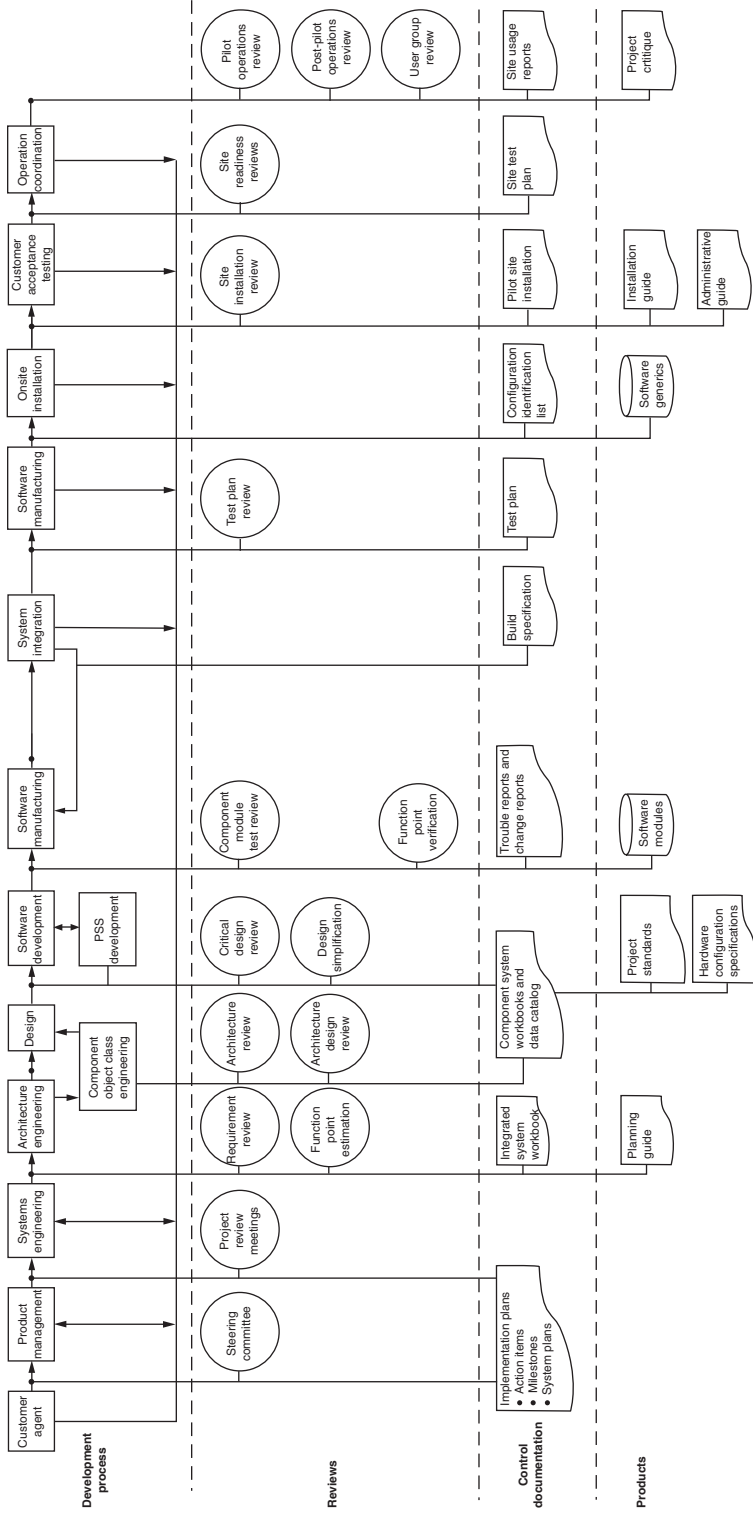 Customer
agent
Product
management
Systems
engineering
Architecture
engineering
Design
Software
development
Software
manufacturing
System
integration
Software
manufacturing
Onsite
installation
Customer
acceptance
testing
Operation
coordination
Component
object class
engineering
PSS
development
Development
process
Reviews
Steering
committee
Project
review
meetings
Requirement
review
Architecture
review
Critical
design
review
Component
module
test review
Test plan
review
Site
installation
review
Site
readiness
reviews
Pilot
operations
review
Function
point
estimation
Architecture
design
review
Design
simplification
Post-pilot
operations
review
Function
point
verification
User group
review
Control
documentation
Implementation plans
• Action items
• Milestones
• System plans
Integrated
system
workbook
Component system
workbooks and
data catalog
Trouble reports and
change reports
Build
specification
Test plan
Configuration
identification
list
Pilot site
installation
Site test
plan
Site usage
reports
Products
Planning
guide
Project
standards
Hardware
configuration
specifications
Software
modules
Software
generics
Installation
guide
Administrative
guide
Project
crtitique